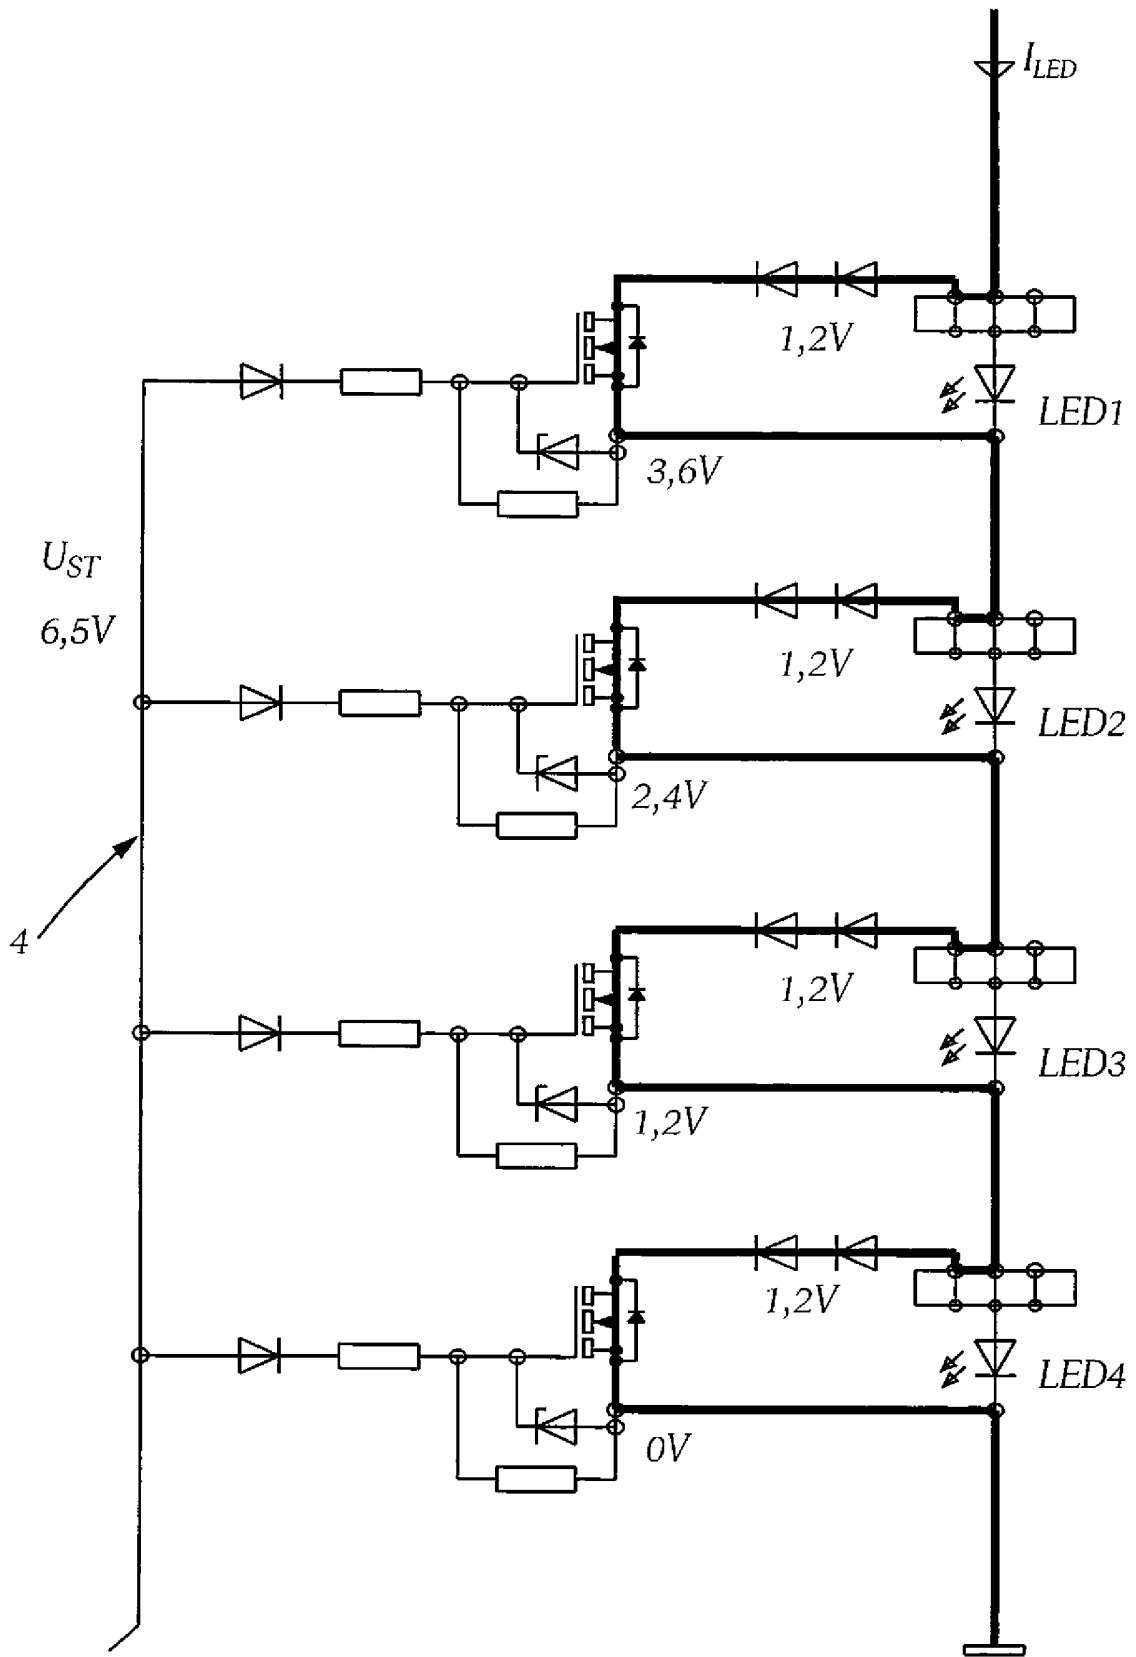 I_LED
1,2V
LED1
3,6V
U_ST
6,5V
1,2V
LED2
2,4V
4
1,2V
LED3
1,2V
1,2V
LED4
0V